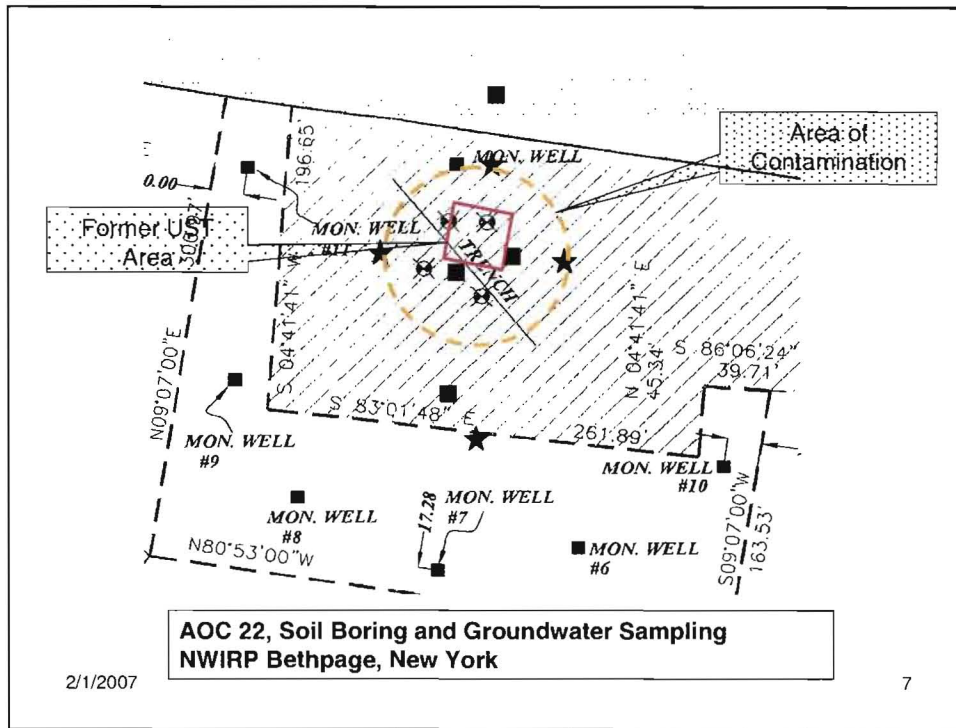 Area of
Contamination
MON. WELL
196.65'
0.00
Former UST
Area
MON. WELL
#11
TRENCH
S 04°41'41" W
N 04°41'41" E
45.34'
S 86°06'24"
39.71'
N09°07'00"E
S 83°01'48" E
261.89'
MON. WELL
#9
MON. WELL
#10
MON. WELL
#8
17.28
MON. WELL
#7
MON. WELL
#6
N80°53'00"W
S09°07'00"W
163.53'
AOC 22, Soil Boring and Groundwater Sampling
NWIRP Bethpage, New York
2/1/2007
7